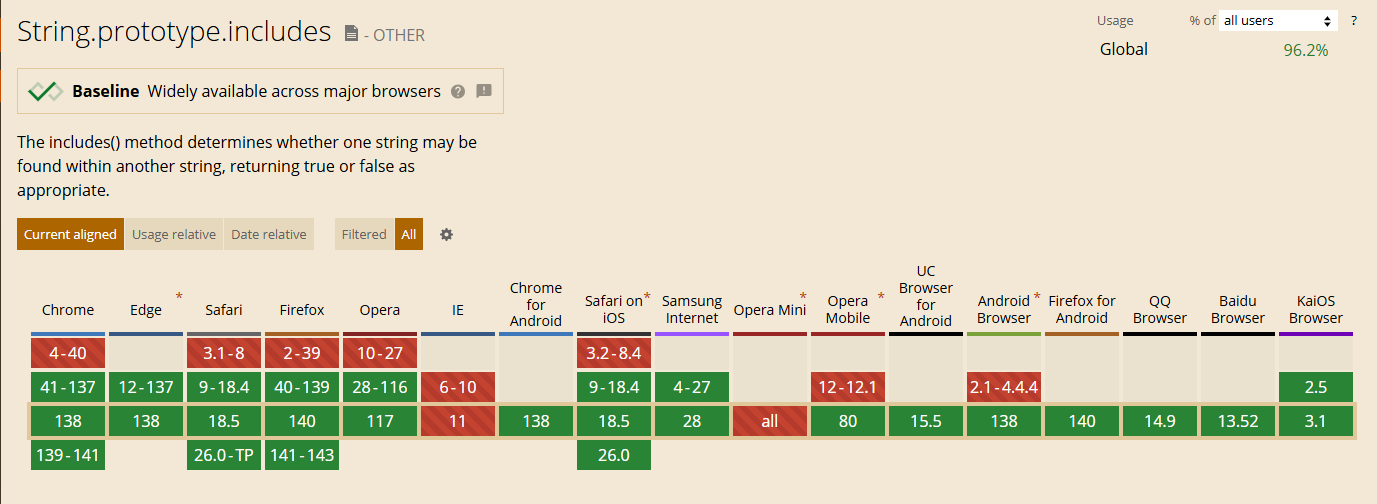 String.prototype.includes - OTHER
Usage % of all users ?
Global 96.2%
Baseline Widely available across major browsers ?
The includes() method determines whether one string may be
found within another string, returning true or false as
appropriate.
Current aligned Usage relative Date relative Filtered All
Chrome Edge * Safari Firefox Opera IE Chrome for Android Safari on iOS * Samsung Internet Opera Mini * Opera Mobile * UC Browser for Android Android Browser * Firefox for Android QQ Browser Baidu Browser KaiOS Browser
4-40 3.1-8 2-39 10-27 3.2-8.4
41-137 12-137 9-18.4 40-139 28-116 6-10 9-18.4 4-27 12-12.1 2.1-4.4.4 2.5
138 138 18.5 140 117 11 138 18.5 28 all 80 15.5 138 140 14.9 13.52 3.1
139-141 26.0-TP 141-143 26.0